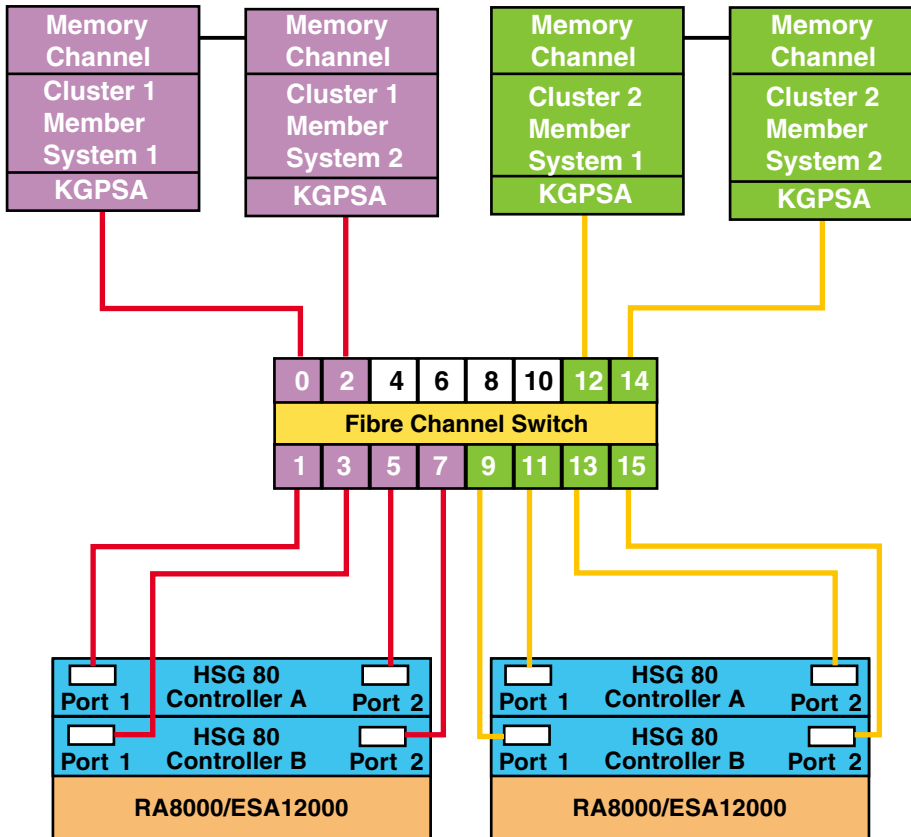 Memory
Channel
Cluster 1
Member
System 1
KGPSA
Memory
Channel
Cluster 1
Member
System 2
KGPSA
Memory
Channel
Cluster 2
Member
System 1
KGPSA
Memory
Channel
Cluster 2
Member
System 2
KGPSA
0 2 4 6 8 10 12 14
Fibre Channel Switch
1 3 5 7 9 11 13 15
HSG 80
Port 1 Controller A Port 2
HSG 80
Port 1 Controller B Port 2
RA8000/ESA12000
HSG 80
Port 1 Controller A Port 2
HSG 80
Port 1 Controller B Port 2
RA8000/ESA12000